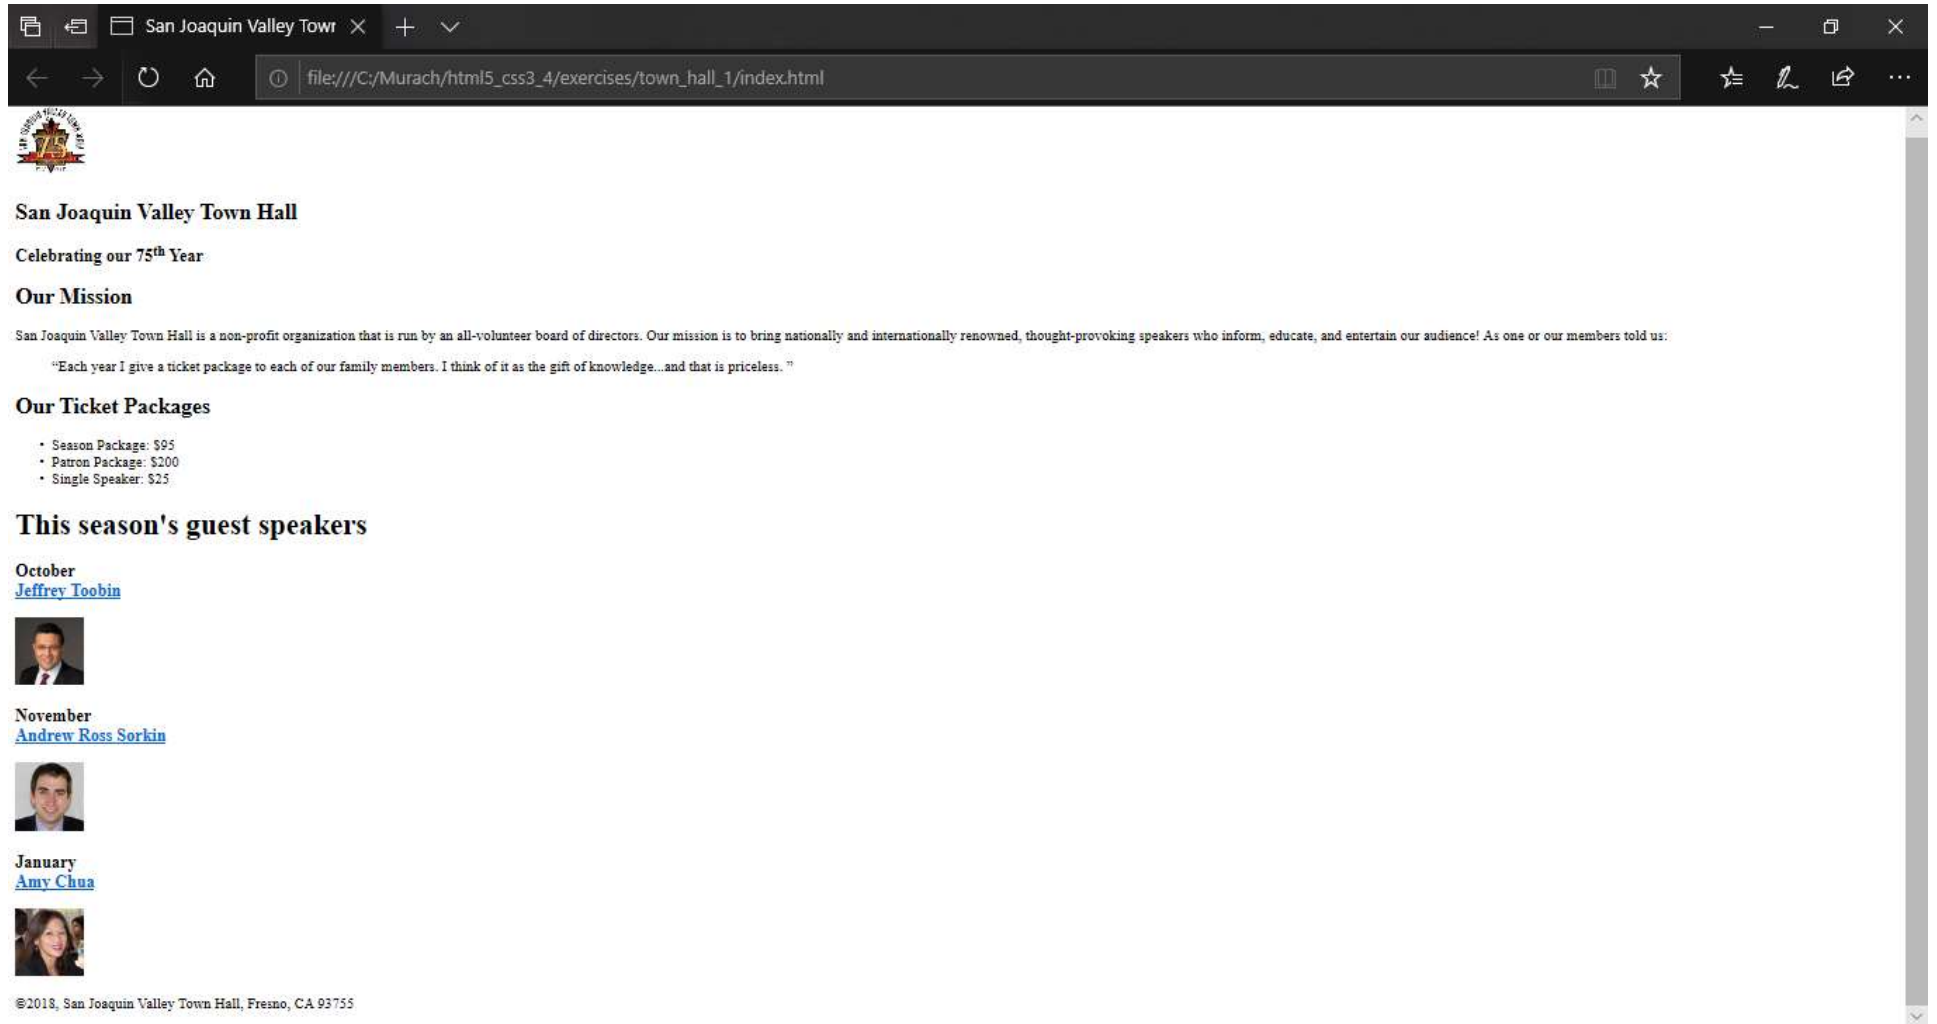 San Joaquin Valley Towr
file:///C:/Murach/html5_css3_4/exercises/town_hall_1/index.html
75
San Joaquin Valley Town Hall
Celebrating our 75th Year
Our Mission
San Joaquin Valley Town Hall is a non-profit organization that is run by an all-volunteer board of directors. Our mission is to bring nationally and internationally renowned, thought-provoking speakers who inform, educate, and entertain our audience! As one or our members told us:
“Each year I give a ticket package to each of our family members. I think of it as the gift of knowledge...and that is priceless. ”
Our Ticket Packages
• Season Package: $95
• Patron Package: $200
• Single Speaker: $25
This season's guest speakers
October
Jeffrey Toobin
November
Andrew Ross Sorkin
January
Amy Chua
©2018, San Joaquin Valley Town Hall, Fresno, CA 93755